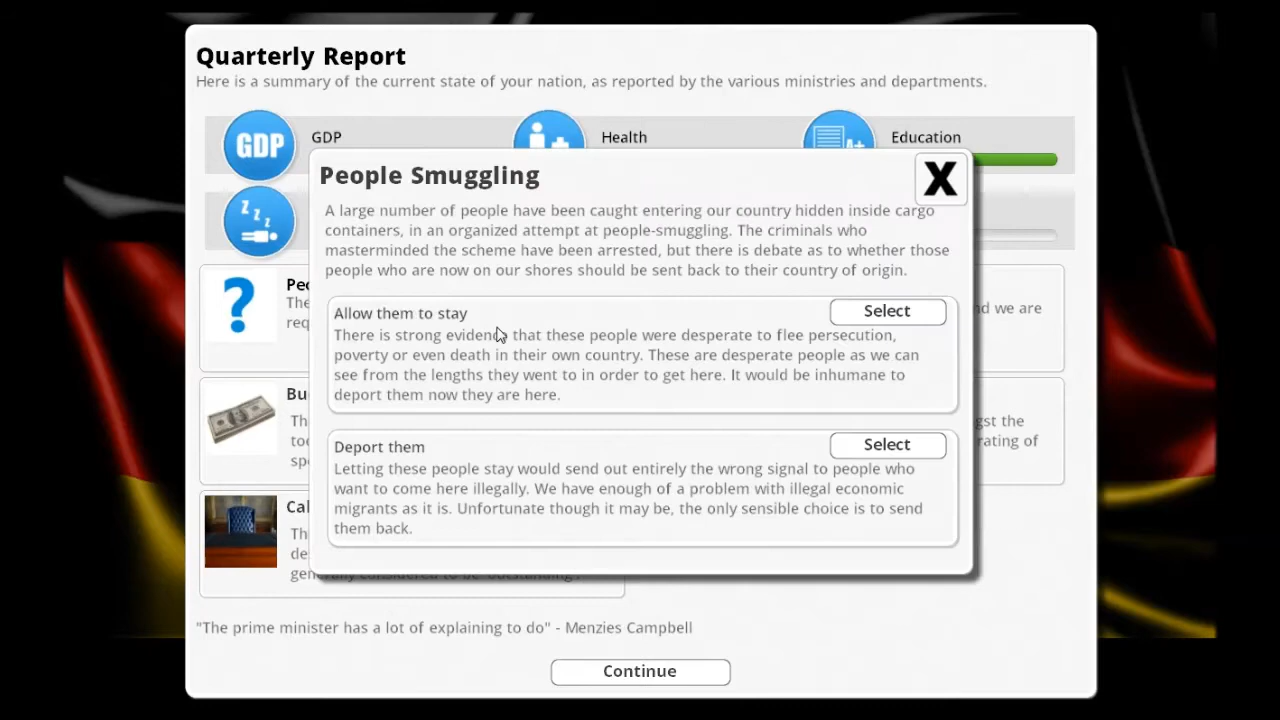 Quarterly Report
Here is a summary of the current state of your nation, as reported by the various ministries and departments.
GDP
GDP
Health
A+
Education
z z z
People Smuggling
X
A large number of people have been caught entering our country hidden inside cargo
containers, in an organized attempt at people-smuggling. The criminals who
masterminded the scheme have been arrested, but there is debate as to whether those
people who are now on our shores should be sent back to their country of origin.
Allow them to stay
Select
There is strong evidence that these people were desperate to flee persecution,
poverty or even death in their own country. These are desperate people as we can
see from the lengths they went to in order to get here. It would be inhumane to
deport them now they are here.
Deport them
Select
Letting these people stay would send out entirely the wrong signal to people who
want to come here illegally. We have enough of a problem with illegal economic
migrants as it is. Unfortunate though it may be, the only sensible choice is to send
them back.
?
we are
rating of
"The prime minister has a lot of explaining to do" - Menzies Campbell
Continue